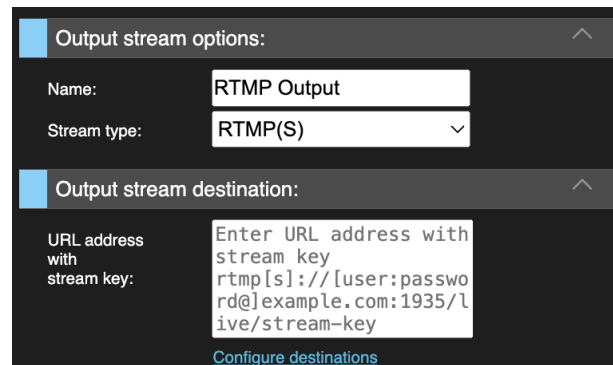 Output stream options:
Name:
RTMP Output
Stream type:
RTMP(S)
Output stream destination:
URL address
with
stream key:
Enter URL address with
stream key
rtmp[s]://[user:passwo
rd@]example.com:1935/l
ive/stream-key
Configure destinations